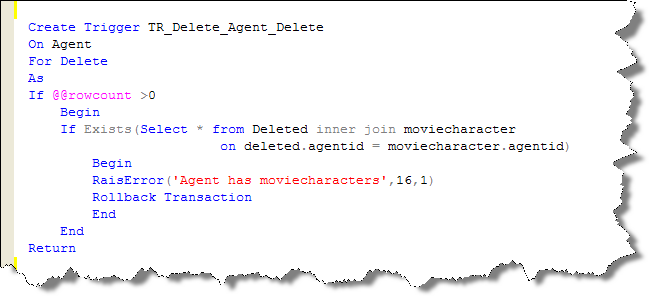 Create Trigger TR_Delete_Agent_Delete
On Agent
For Delete
As
If @@rowcount >0
Begin
If Exists(Select * from Deleted inner join moviecharacter
on deleted.agentid = moviecharacter.agentid)
Begin
RaisError('Agent has moviecharacters',16,1)
Rollback Transaction
End
End
Return